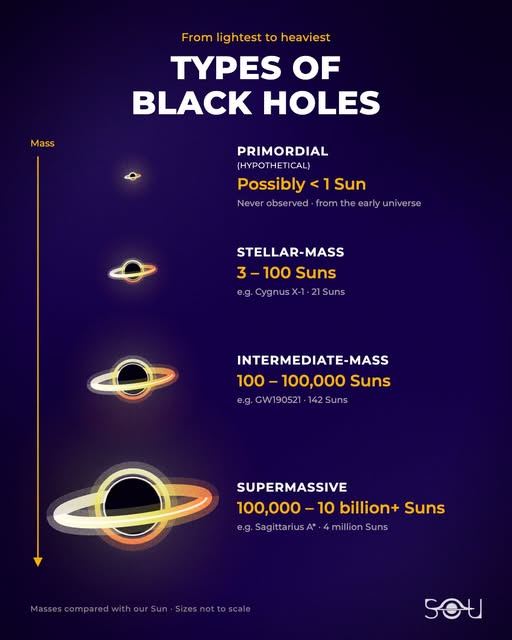 From lightest to heaviest
TYPES OF
BLACK HOLES
Mass
PRIMORDIAL
(HYPOTHETICAL)
Possibly < 1 Sun
Never observed · from the early universe
STELLAR-MASS
3 – 100 Suns
e.g. Cygnus X-1 · 21 Suns
INTERMEDIATE-MASS
100 – 100,000 Suns
e.g. GW190521 · 142 Suns
SUPERMASSIVE
100,000 – 10 billion+ Suns
e.g. Sagittarius A* · 4 million Suns
Masses compared with our Sun · Sizes not to scale
SOU